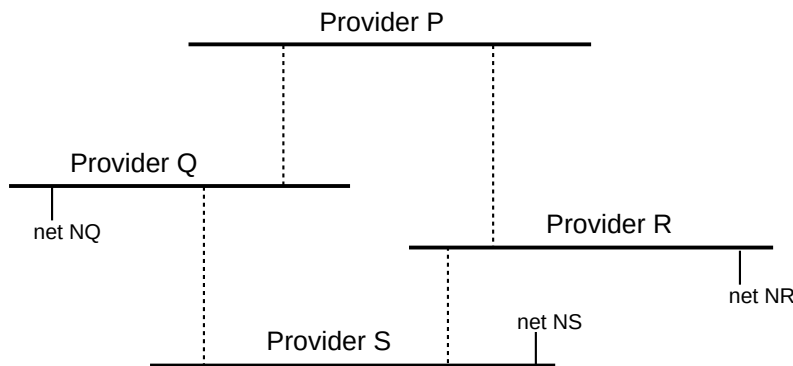 Provider P
Provider Q
net NQ
Provider R
net NR
net NS
Provider S